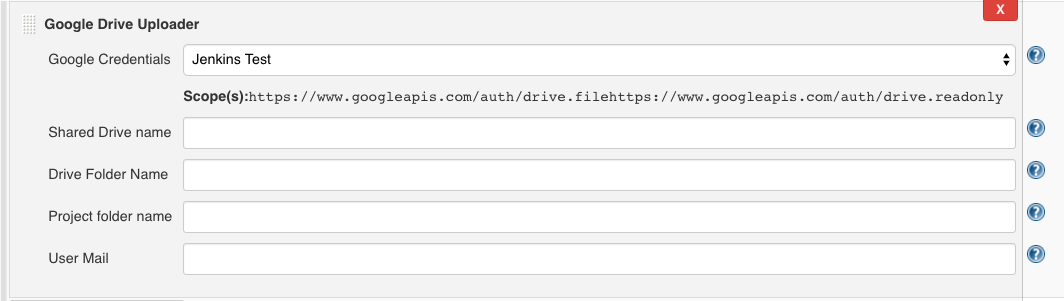 X
Google Drive Uploader
Google Credentials Jenkins Test ?
Scope(s):https://www.googleapis.com/auth/drive.filehttps://www.googleapis.com/auth/drive.readonly
Shared Drive name ?
Drive Folder Name ?
Project folder name ?
User Mail ?